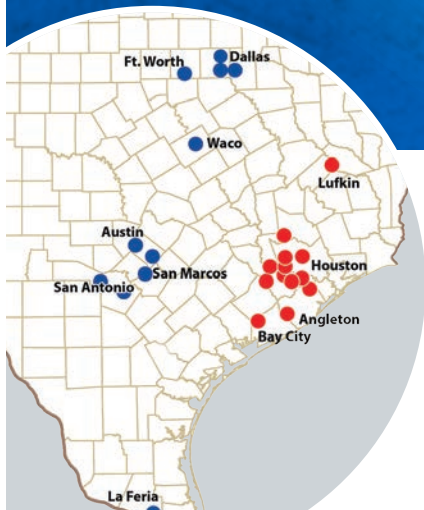 Ft. Worth
Dallas
Waco
Lufkin
Austin
Houston
San Marcos
San Antonio
Angleton
Bay City
La Feria